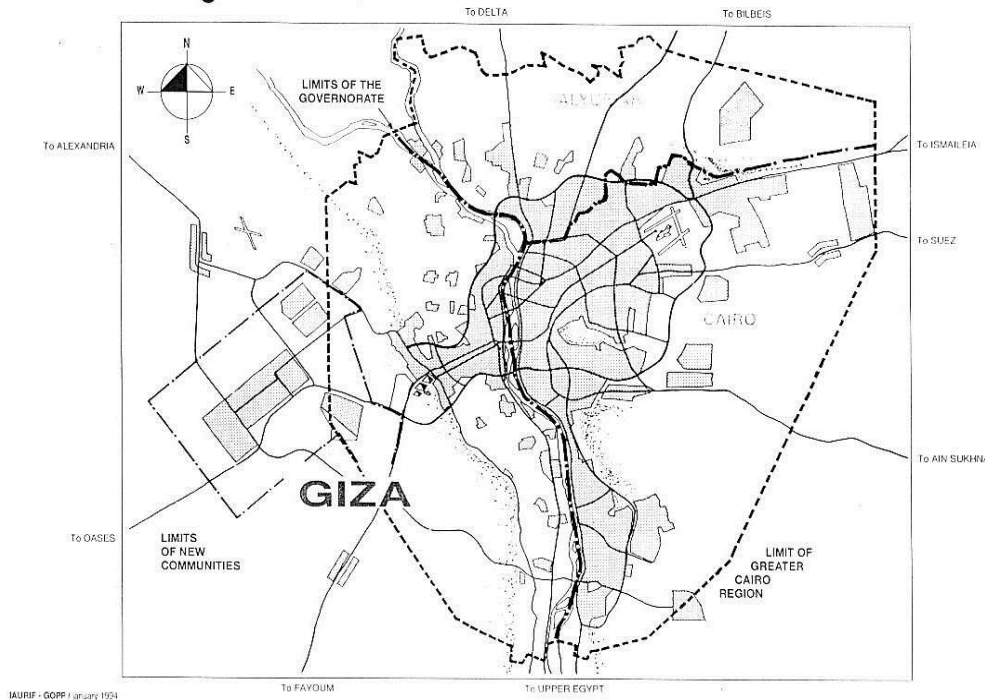 To DELTA
To BILBEIS
N
W
E
S
LIMITS OF THE
GOVERNORATE
To ALEXANDRIA
To ISMAILEIA
To SUEZ
CAIRO
To AIN SUKHNA
GIZA
To OASES
LIMITS
OF NEW
COMMUNITIES
LIMIT OF
GREATER
CAIRO
REGION
To FAYOUM
To UPPER EGYPT
IAURIF - GOPP / january 1994